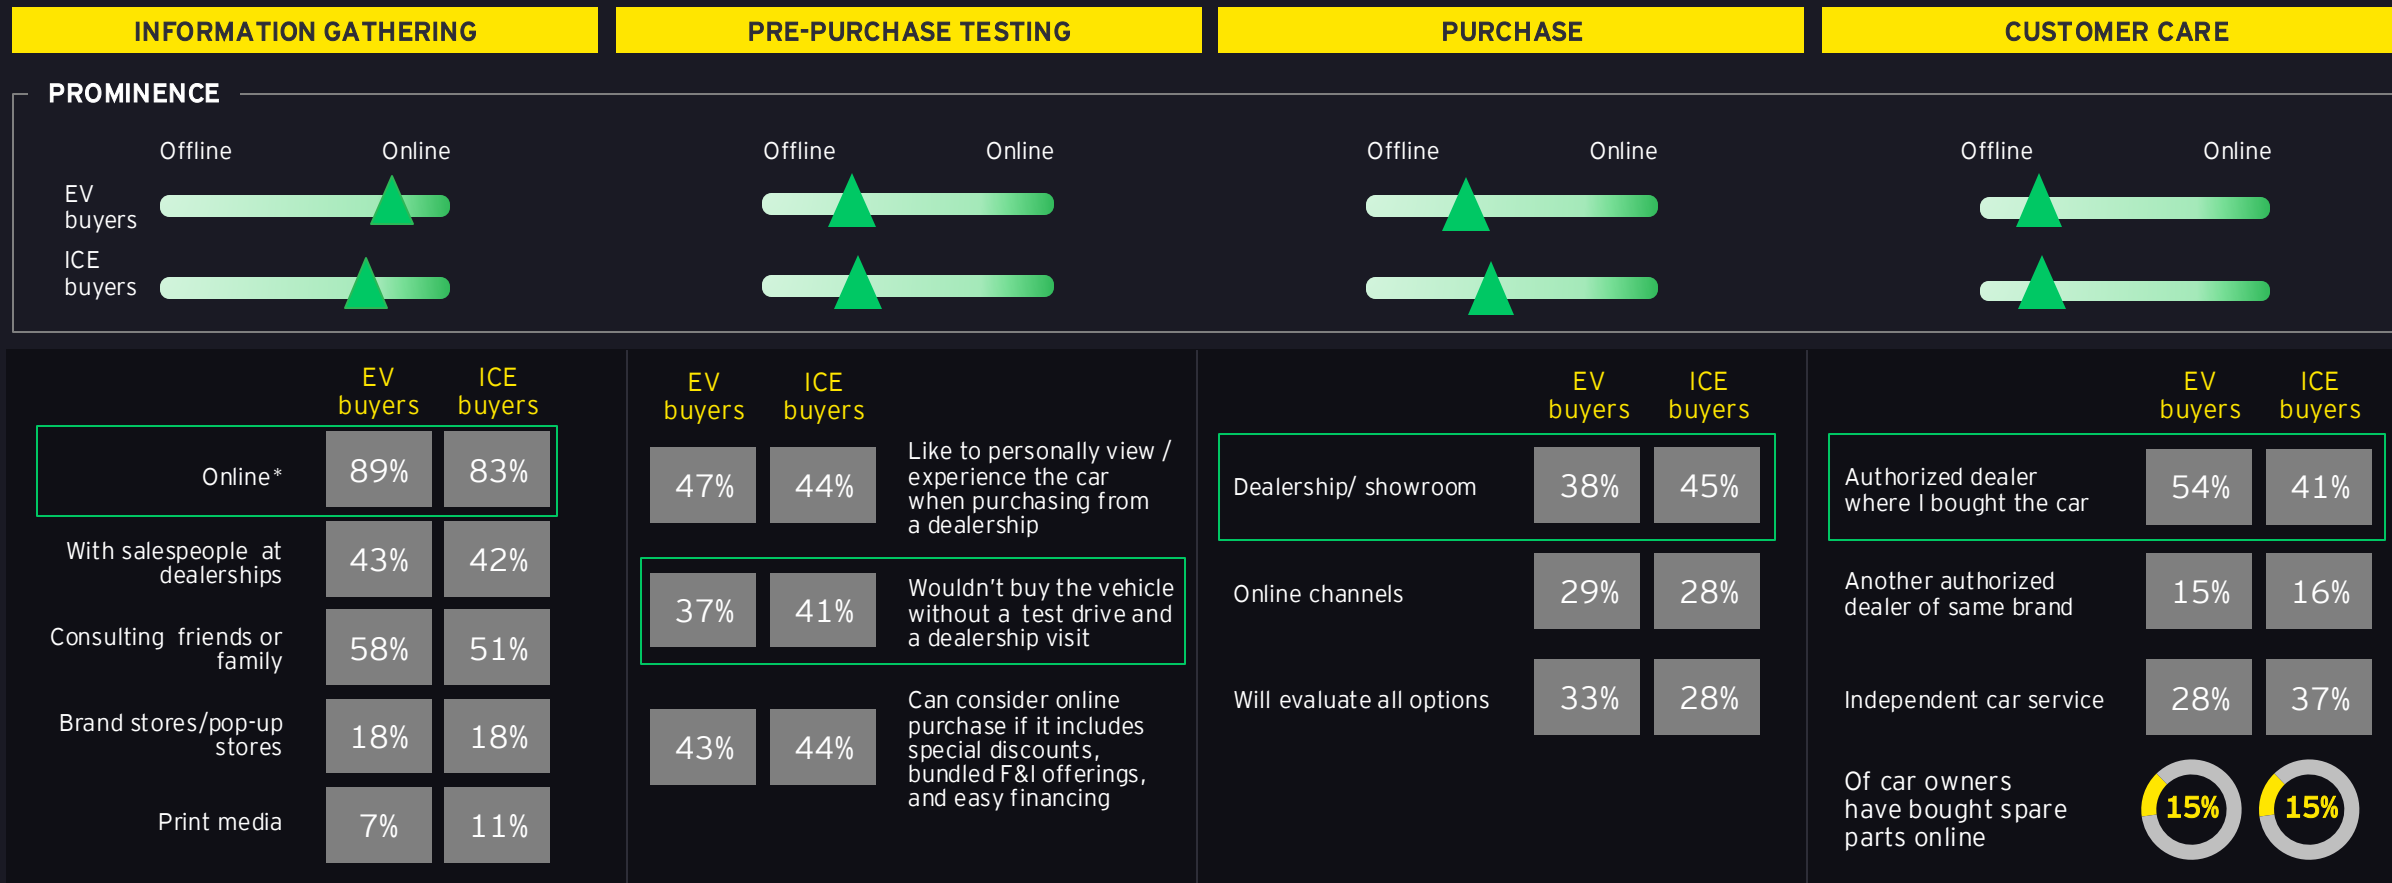 INFORMATION GATHERING
PRE-PURCHASE TESTING
PURCHASE
CUSTOMER CARE
PROMINENCE
Offline Online
Offline Online
Offline Online
Offline Online
EV
buyers
ICE
buyers
EV
buyers
ICE
buyers
Online* 89% 83%
With salespeople at
dealerships
43% 42%
Consulting friends or
family
58% 51%
Brand stores/pop-up
stores
18% 18%
Print media 7% 11%
EV
buyers
ICE
buyers
47% 44%
Like to personally view /
experience the car
when purchasing from
a dealership
37% 41%
Wouldn't buy the vehicle
without a test drive and
a dealership visit
43% 44%
Can consider online
purchase if it includes
special discounts,
bundled F&I offerings,
and easy financing
EV
buyers
ICE
buyers
Dealership/ showroom 38% 45%
Online channels 29% 28%
Will evaluate all options 33% 28%
EV
buyers
ICE
buyers
Authorized dealer
where I bought the car
54% 41%
Another authorized
dealer of same brand
15% 16%
Independent car service 28% 37%
Of car owners
have bought spare
parts online
15% 15%